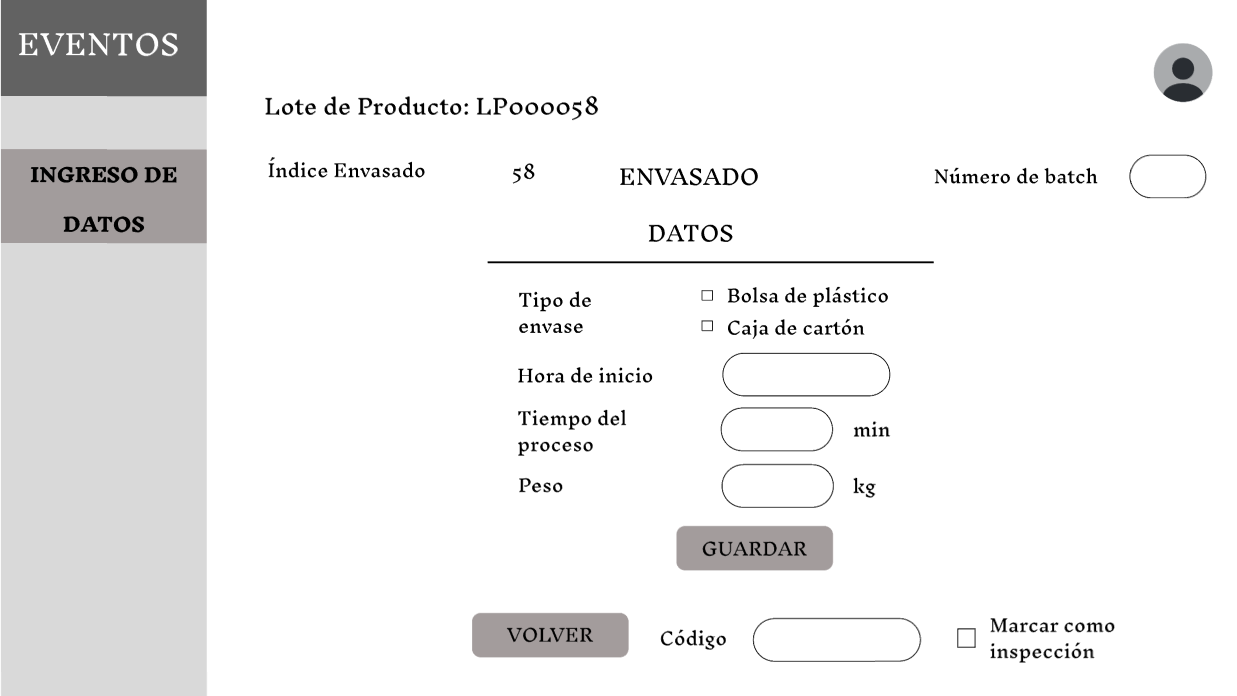 EVENTOS
INGRESO DE
DATOS
Lote de Producto: LP000058
Índice Envasado 58 ENVASADO Número de batch
DATOS
Tipo de
envase
Bolsa de plástico
Caja de cartón
Hora de inicio
Tiempo del
proceso
min
Peso kg
GUARDAR
VOLVER Código
Marcar como
inspección